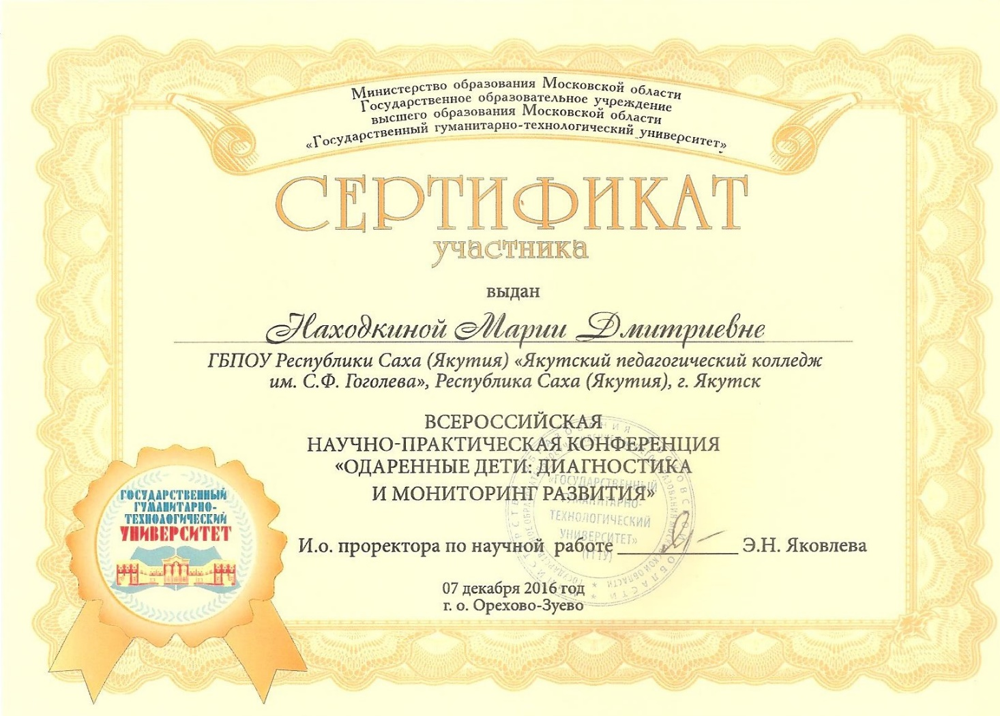 Министерство образования Московской области
Государственное образовательное учреждение
высшего образования Московской области
«Государственный гуманитарно-технологический университет»
СЕРТИФИКАТ
участника
выдан
Находкиной Марии Дмитриевне
ГБПОУ Республики Саха (Якутия) «Якутский педагогический колледж
им. С.Ф. Гоголева», Республика Саха (Якутия), г. Якутск
ВСЕРОССИЙСКАЯ
НАУЧНО-ПРАКТИЧЕСКАЯ КОНФЕРЕНЦИЯ
«ОДАРЕННЫЕ ДЕТИ: ДИАГНОСТИКА
И МОНИТОРИНГ РАЗВИТИЯ»
ГОСУДАРСТВЕННЫЙ
ГУМАНИТАРНО-
ТЕХНОЛОГИЧЕСКИЙ
УНИВЕРСИТЕТ
«ГОСУДАРСТВЕННЫЙ
ГУМАНИТАРНО-
ТЕХНОЛОГИЧЕСКИЙ
УНИВЕРСИТЕТ»
(ГГТУ)
И.о. проректора по научной работе Э.Н. Яковлева
07 декабря 2016 год
г. о. Орехово-Зуево